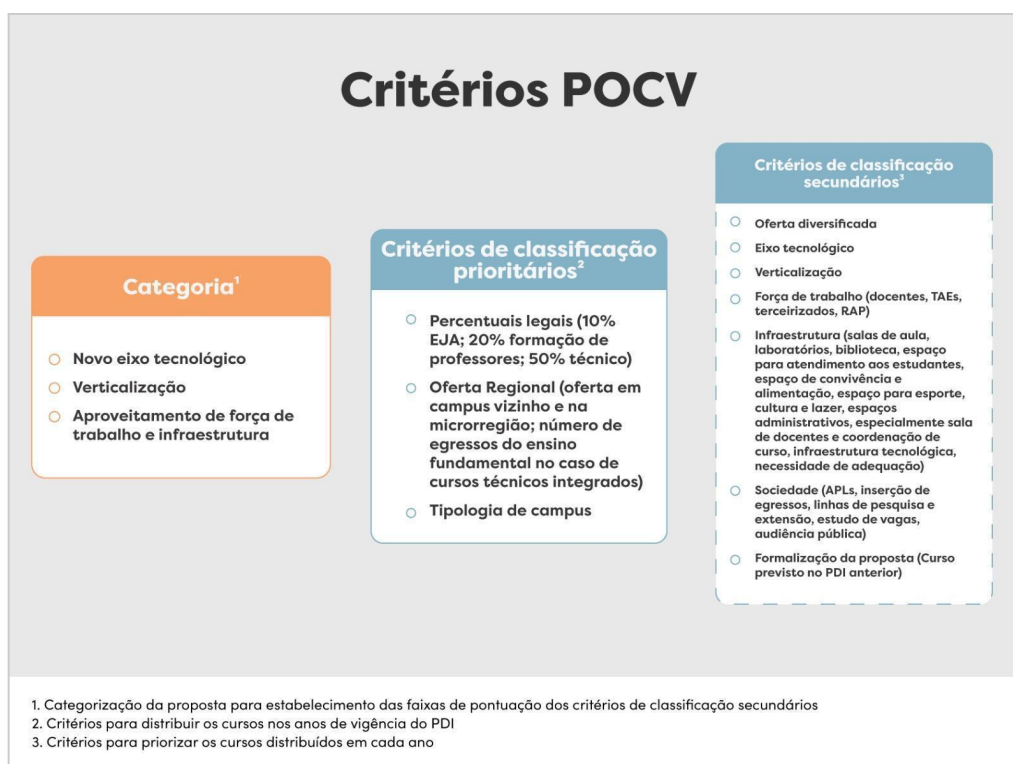 Critérios POCV
Categoria¹
Novo eixo tecnológico
Verticalização
Aproveitamento de força de
trabalho e infraestrutura
Critérios de classificação
prioritários²
Percentuais legais (10%
EJA; 20% formação de
professores; 50% técnico)
Oferta Regional (oferta em
campus vizinho e na
microrregião; número de
egressos do ensino
fundamental no caso de
cursos técnicos integrados)
Tipologia de campus
Critérios de classificação
secundários³
Oferta diversificada
Eixo tecnológico
Verticalização
Força de trabalho (docentes, TAEs,
terceirizados, RAP)
Infraestrutura (salas de aula,
laboratórios, biblioteca, espaço
para atendimento aos estudantes,
espaço de convivência e
alimentação, espaço para esporte,
cultura e lazer, espaços
administrativos, especialmente sala
de docentes e coordenação de
curso, infraestrutura tecnológica,
necessidade de adequação)
Sociedade (APLs, inserção de
egressos, linhas de pesquisa e
extensão, estudo de vagas,
audiência pública)
Formalização da proposta (Curso
previsto no PDI anterior)
1. Categorização da proposta para estabelecimento das faixas de pontuação dos critérios de classificação secundários
2. Critérios para distribuir os cursos nos anos de vigência do PDI
3. Critérios para priorizar os cursos distribuídos em cada ano